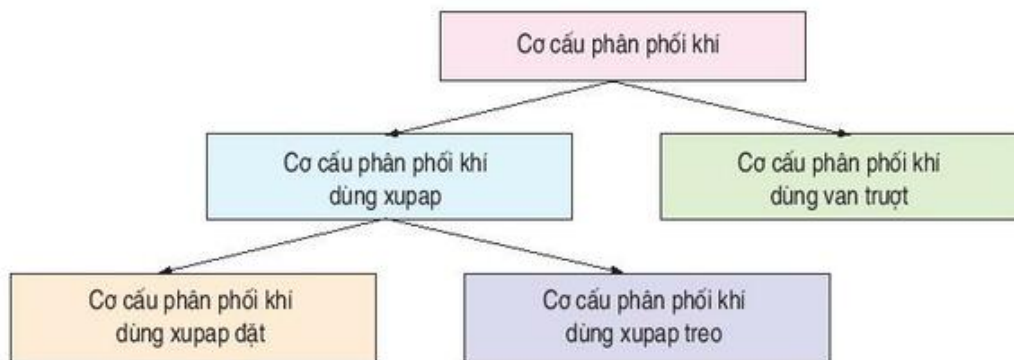 Cơ cấu phân phối khí
Cơ cấu phân phối khí
dùng xupap
Cơ cấu phân phối khí
dùng van trượt
Cơ cấu phân phối khí
dùng xupap đặt
Cơ cấu phân phối khí
dùng xupap treo